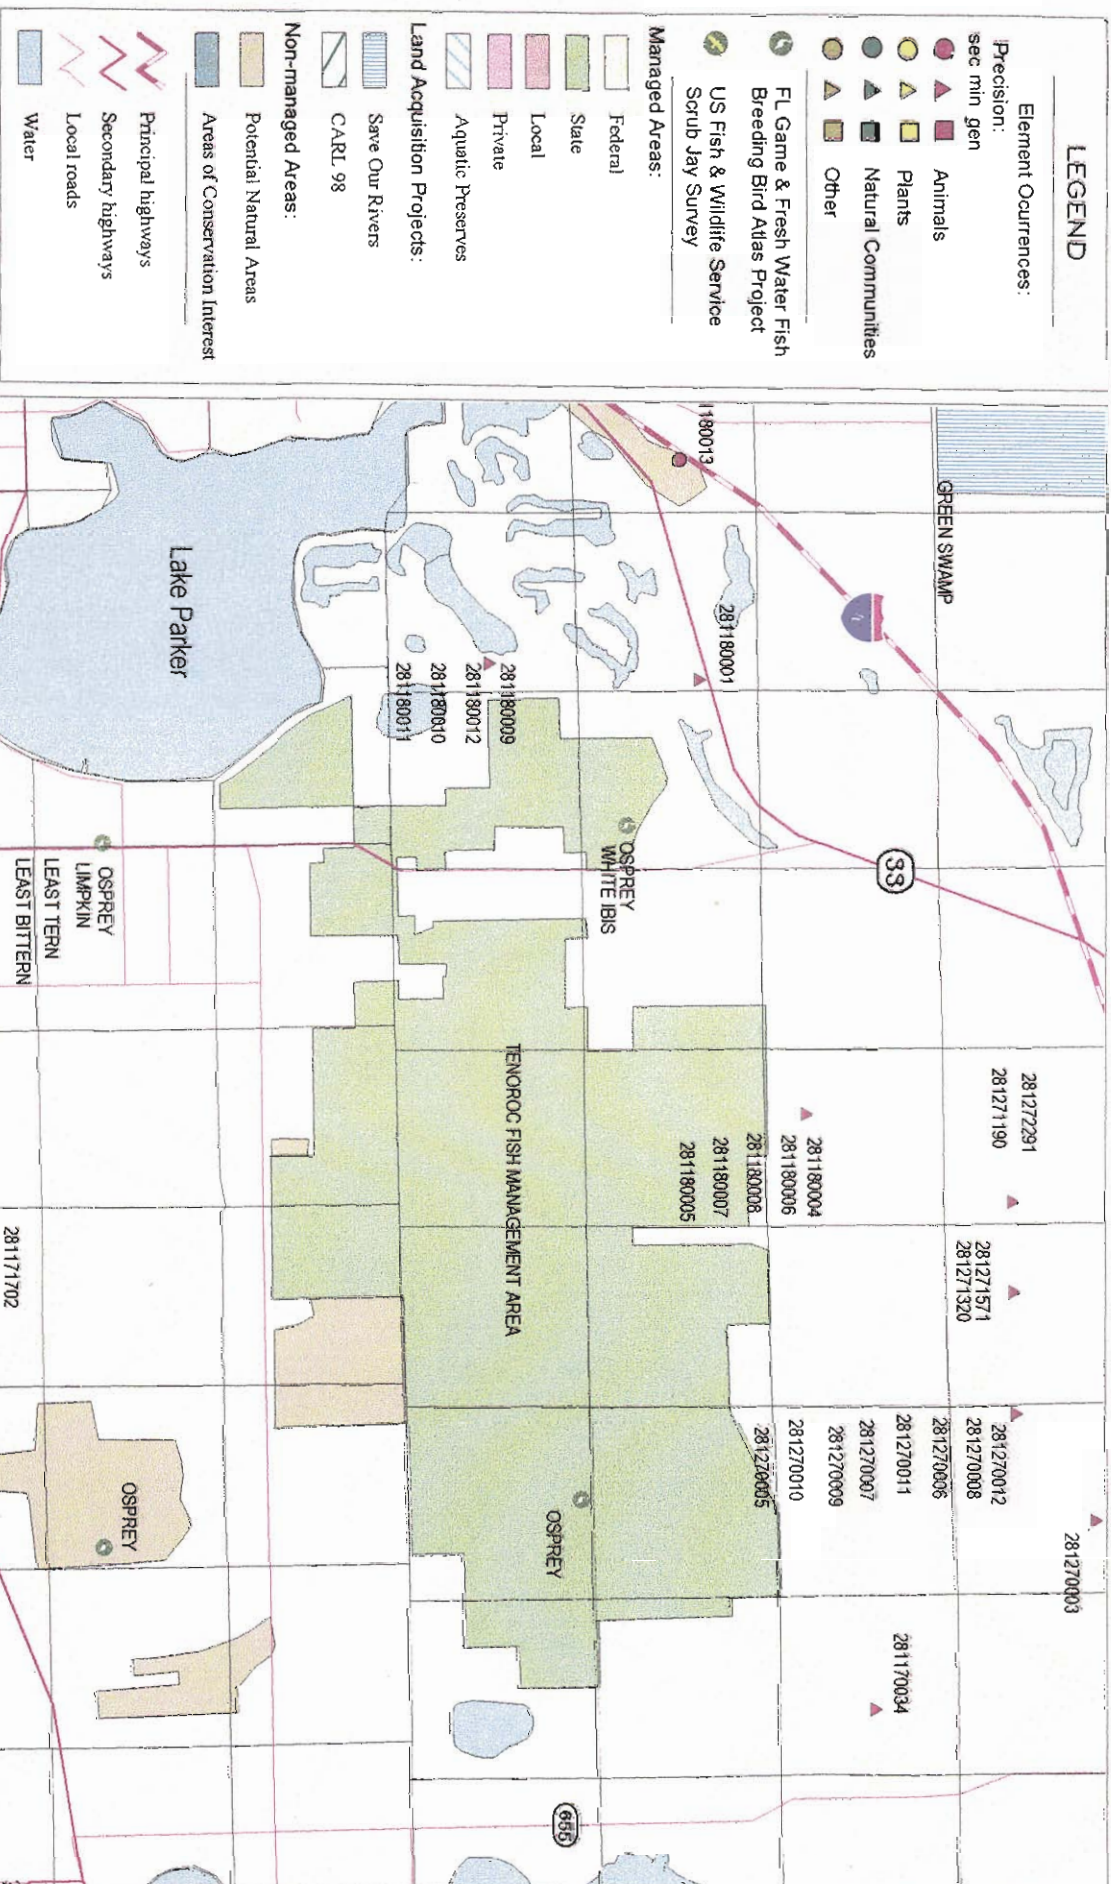 LEGEND
Element Ocurrences:
Precision:
sec min gen
Animals
Plants
Natural Communities
Other
FL Game & Fresh Water Fish
Breeding Bird Atlas Project
US Fish & Wildlife Service
Scrub Jay Survey
Managed Areas:
Federal
State
Local
Private
Aquatic Preserves
Land Acquisition Projects:
Save Our Rivers
CARL 98
Non-managed Areas:
Potential Natural Areas
Areas of Conservation Interest
Principal highways
Secondary highways
Local roads
Water
GREEN SWAMP
281272291
281271190
281271571
281271320
281270012
281270008
281270006
281270011
281270007
281270009
281270010
281270005
281270003
33
281180001
281180004
281180006
281180008
281180007
281180005
281170034
1180013
OSPREY
WHITE IBIS
281180009
281180012
281180010
281180011
TENOROC FISH MANAGEMENT AREA
OSPREY
655
Lake Parker
OSPREY
LIMPKIN
LEAST TERN
LEAST BITTERN
OSPREY
281171702